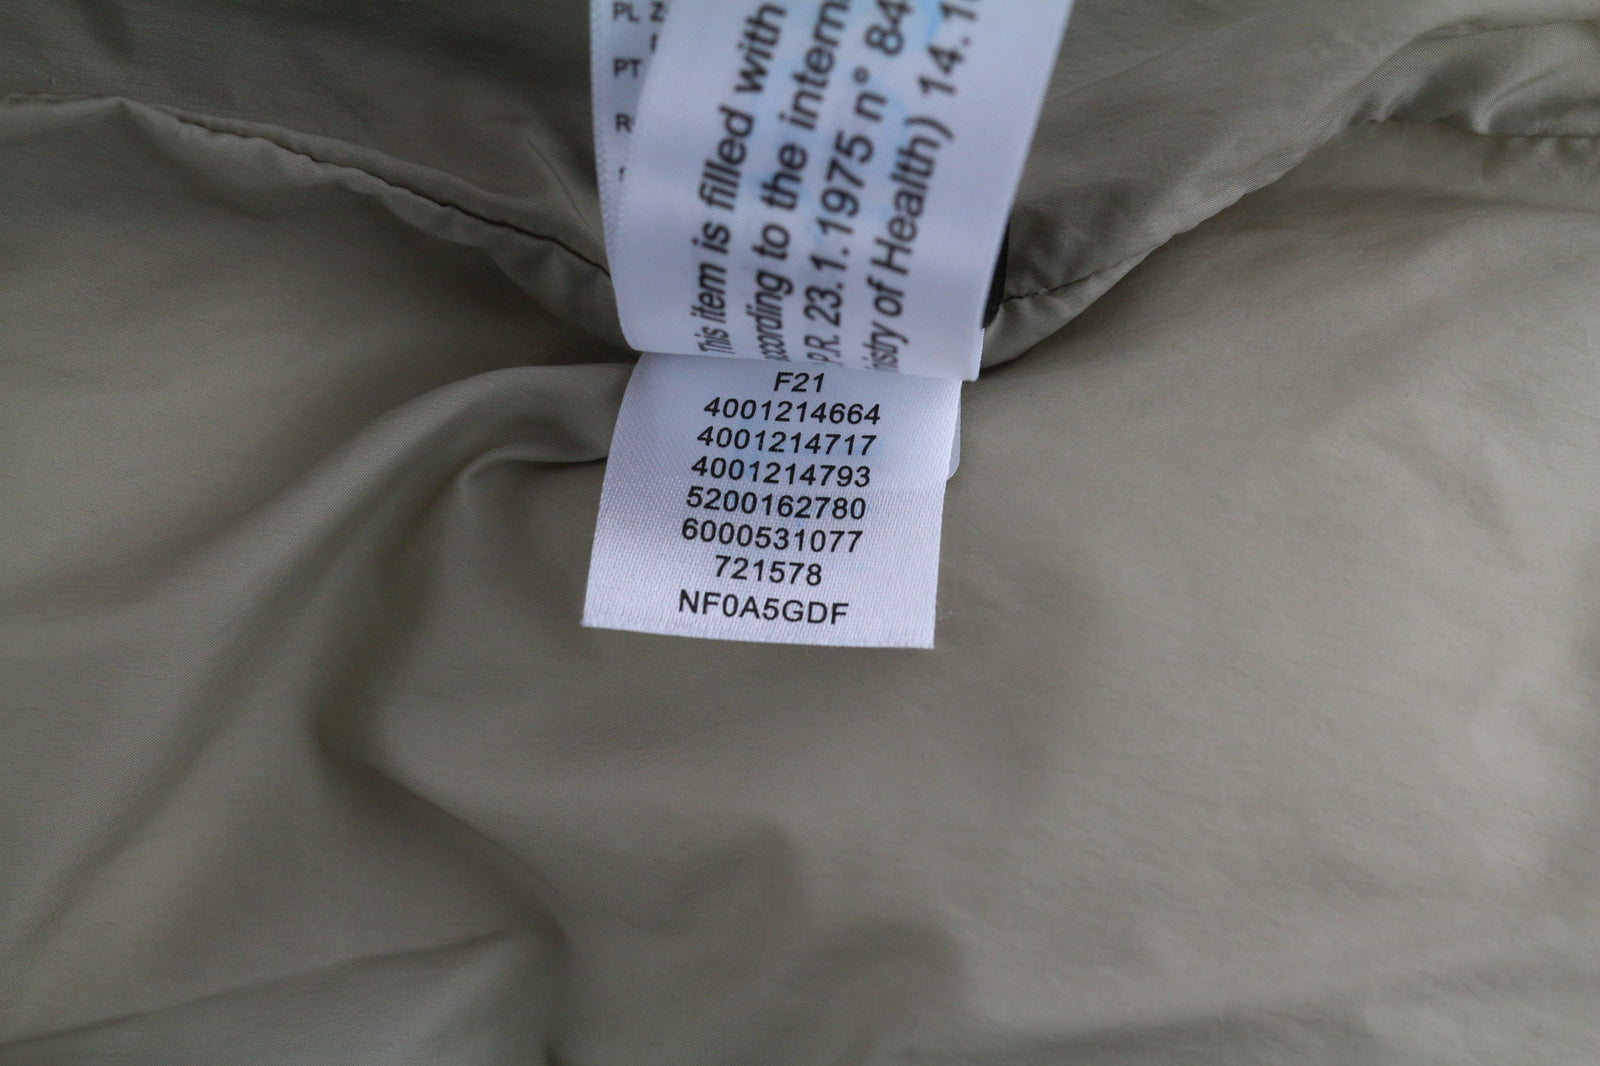 PL Z
PT
R
This item is filled with
according to the intern
P.R. 23.1.1975 n° 84
istry of Health) 14.1
F21
4001214664
4001214717
4001214793
5200162780
6000531077
721578
NF0A5GDF